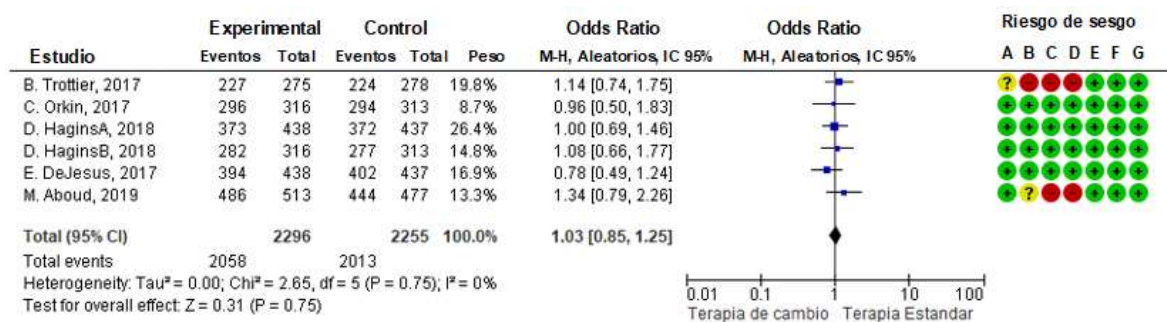 Experimental Control Odds Ratio Odds Ratio Riesgo de sesgo
Estudio Eventos Total Eventos Total Peso M-H, Aleatorios, IC 95% M-H, Aleatorios, IC 95% A B C D E F G
B. Trottier, 2017 227 275 224 278 19.8% 1.14 [0.74, 1.75] ? - - - + + +
C. Orkin, 2017 296 316 294 313 8.7% 0.96 [0.50, 1.83] + + + + + + +
D. HaginsA, 2018 373 438 372 437 26.4% 1.00 [0.69, 1.46] + + + + + + +
D. HaginsB, 2018 282 316 277 313 14.8% 1.08 [0.66, 1.77] + + + + + + +
E. DeJesus, 2017 394 438 402 437 16.9% 0.78 [0.49, 1.24] + + + + + + +
M. Aboud, 2019 486 513 444 477 13.3% 1.34 [0.79, 2.26] + ? - - + + +
Total (95% CI) 2296 2255 100.0% 1.03 [0.85, 1.25]
Total events 2058 2013
Heterogeneity: Tau² = 0.00; Chi² = 2.65, df = 5 (P = 0.75); I² = 0%
Test for overall effect: Z = 0.31 (P = 0.75)
0.01 0.1 1 10 100
Terapia de cambio Terapia Estandar